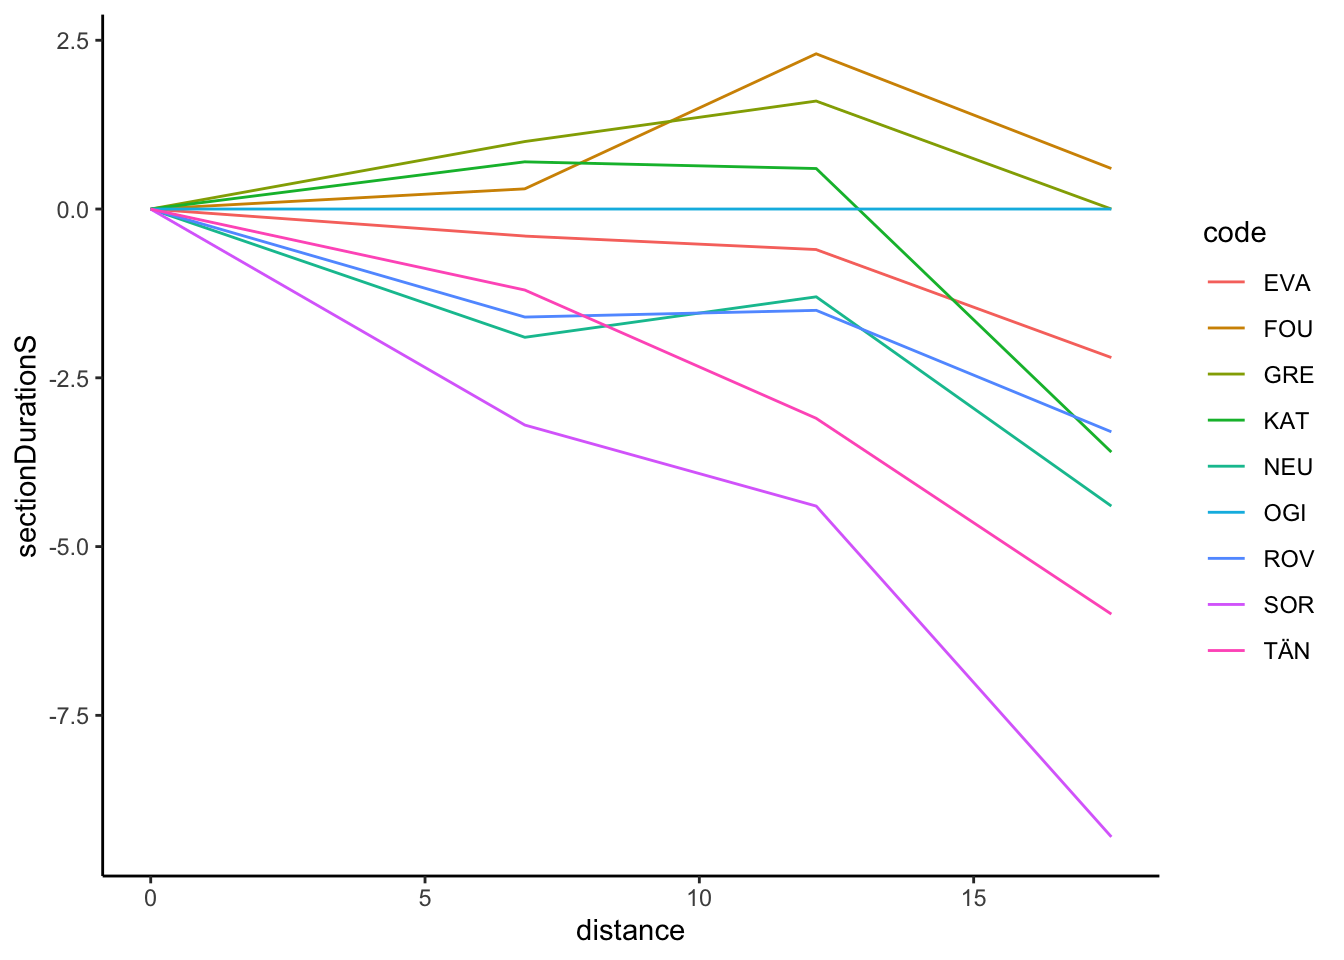 2.5
0.0
-2.5
-5.0
-7.5
sectionDurationS
0
5
10
15
distance
code
EVA
FOU
GRE
KAT
NEU
OGI
ROV
SOR
TÄN